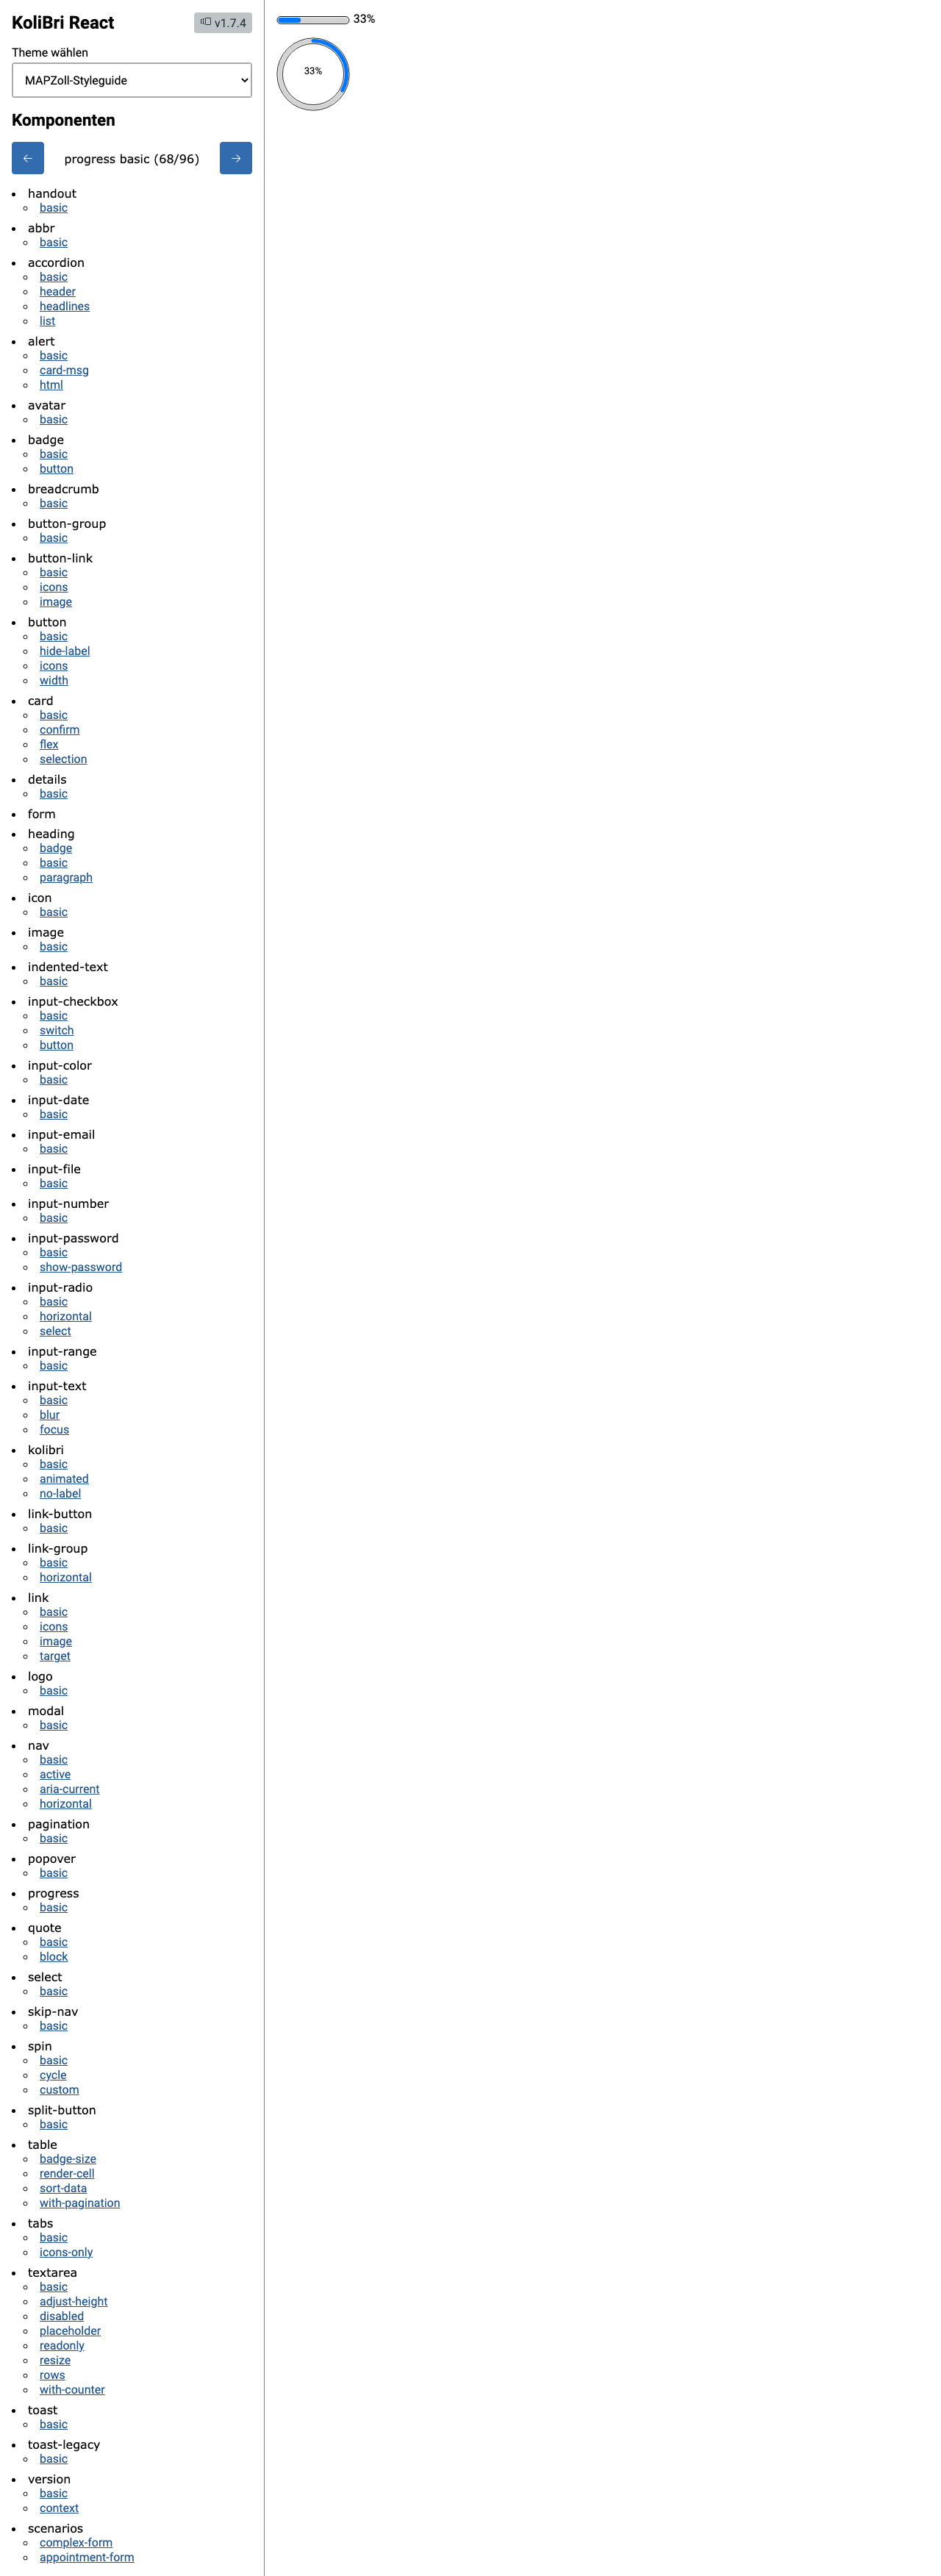 KoliBri React
v1.7.4
Theme wählen
MAPZoll-Styleguide
Komponenten
← progress basic (68/96) →
handout
basic
abbr
basic
accordion
basic
header
headlines
list
alert
basic
card-msg
html
avatar
basic
badge
basic
button
breadcrumb
basic
button-group
basic
button-link
basic
icons
image
button
basic
hide-label
icons
width
card
basic
confirm
flex
selection
details
basic
form
heading
badge
basic
paragraph
icon
basic
image
basic
indented-text
basic
input-checkbox
basic
switch
button
input-color
basic
input-date
basic
input-email
basic
input-file
basic
input-number
basic
input-password
basic
show-password
input-radio
basic
horizontal
select
input-range
basic
input-text
basic
blur
focus
kolibri
basic
animated
no-label
link-button
basic
link-group
basic
horizontal
link
basic
icons
image
target
logo
basic
modal
basic
nav
basic
active
aria-current
horizontal
pagination
basic
popover
basic
progress
basic
quote
basic
block
select
basic
skip-nav
basic
spin
basic
cycle
custom
split-button
basic
table
badge-size
render-cell
sort-data
with-pagination
tabs
basic
icons-only
textarea
basic
adjust-height
disabled
placeholder
readonly
resize
rows
with-counter
toast
basic
toast-legacy
basic
version
basic
context
scenarios
complex-form
appointment-form
33%
33%